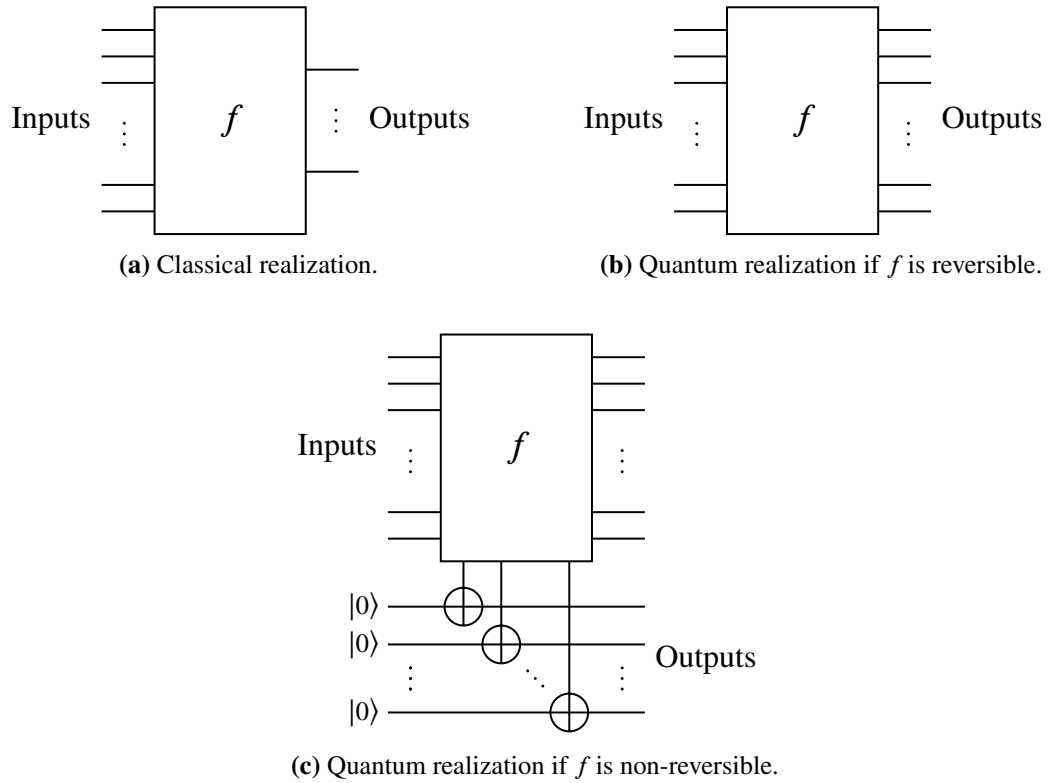 Inputs f Outputs
(a) Classical realization.
Inputs f Outputs
(b) Quantum realization if f is reversible.
Inputs f
|0⟩
|0⟩ Outputs
|0⟩
(c) Quantum realization if f is non-reversible.